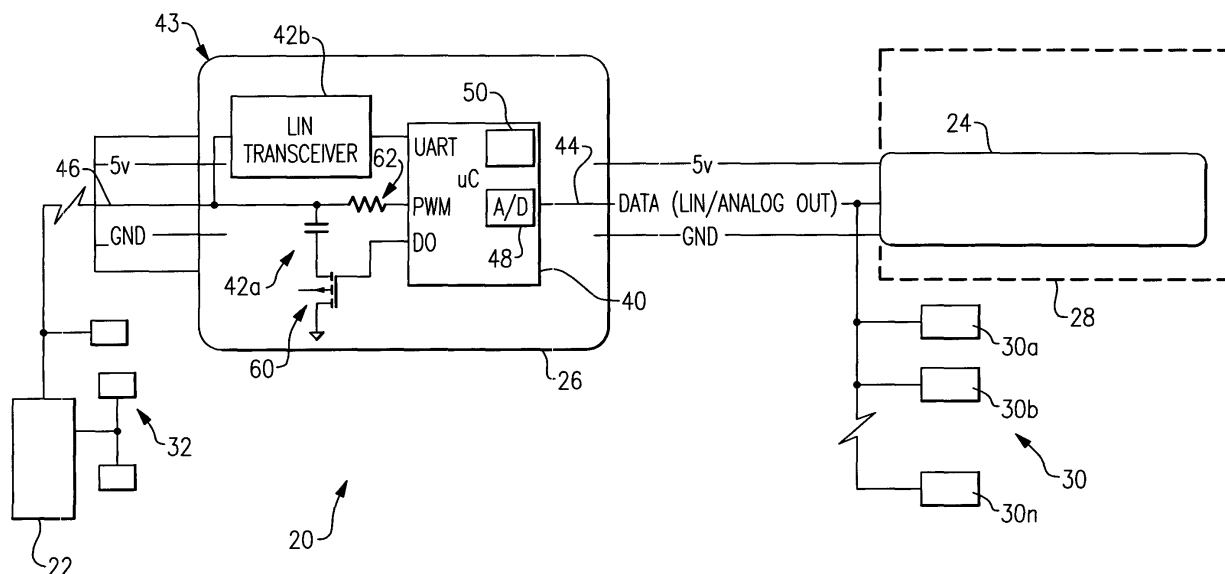 43
42b
50
24
LIN
TRANSCEIVER
UART
44
5v
5v
46
62
uC
A/D
PWM
DATA (LIN/ANALOG OUT)
GND
DO
48
GND
42a
40
28
30a
60
26
30b
32
30
30n
20
22